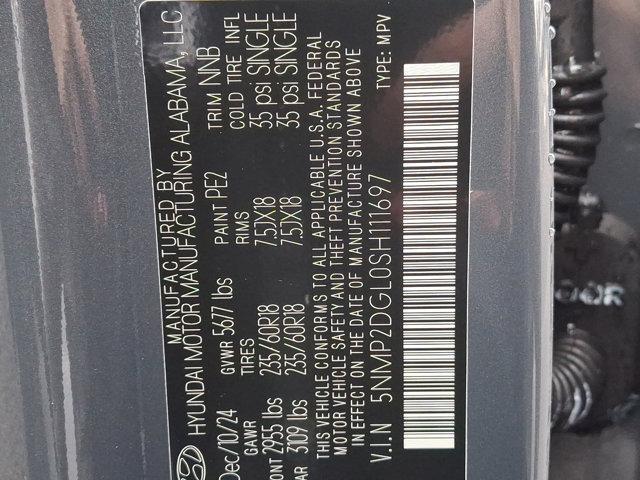 MANUFACTURED BY
HYUNDAI MOTOR MANUFACTURING ALABAMA, LLC
Dec/10/24 GVWR 5677 lbs PAINT PE2 TRIM NNB
GAWR TIRES RIMS COLD TIRE INFL
ONT 2955 lbs 235/60R18 7.5JX18 35 psi SINGLE
AR 3109 lbs 235/60R18 7.5JX18 35 psi SINGLE
THIS VEHICLE CONFORMS TO ALL APPLICABLE U.S.A. FEDERAL
MOTOR VEHICLE SAFETY AND THEFT PREVENTION STANDARDS
IN EFFECT ON THE DATE OF MANUFACTURE SHOWN ABOVE
V.I.N 5NMP2DGL0SH111697 TYPE: MPV